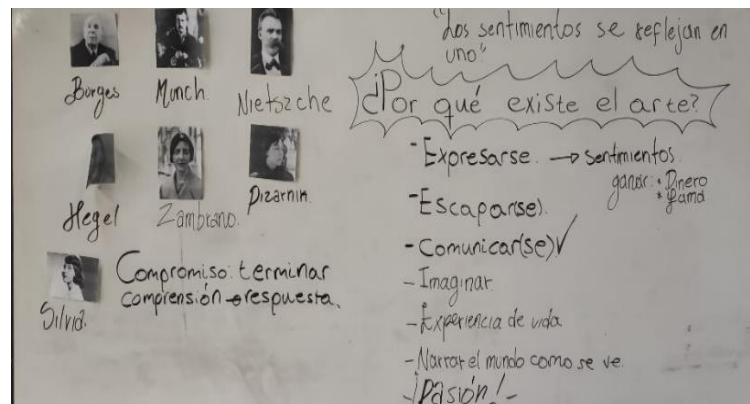 Borges
Munch.
Nietszche
Hegel
Zambrano.
Pizarnik.
Silvia.
Compromiso: terminar
comprensión → respuesta.
"Los sentimientos se reflejan en
uno"
¿Por qué existe el arte?
- Expresarse. → sentimientos.
ganar: • Dinero
* Fama
- Escapar(se).
- Comunicar(se) ✓
- Imaginar.
- Experiencia de vida
- Narrar el mundo como se ve.
- ¡Pasión! -